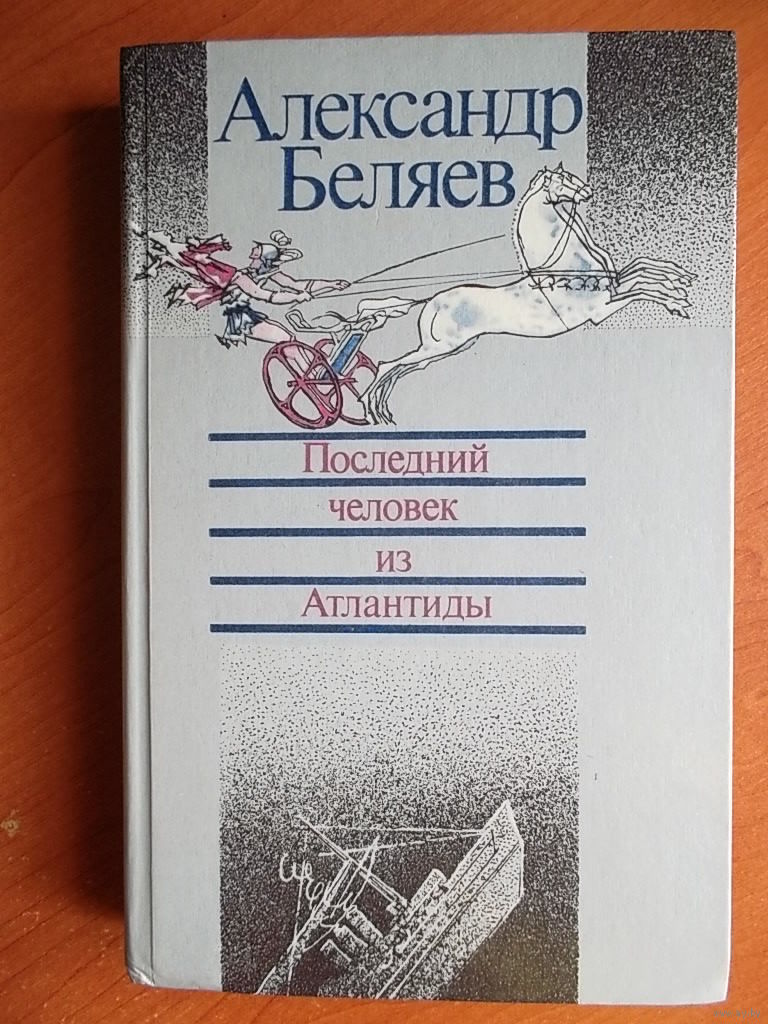 Александр
Беляев
Последний
человек
из
Атлантиды